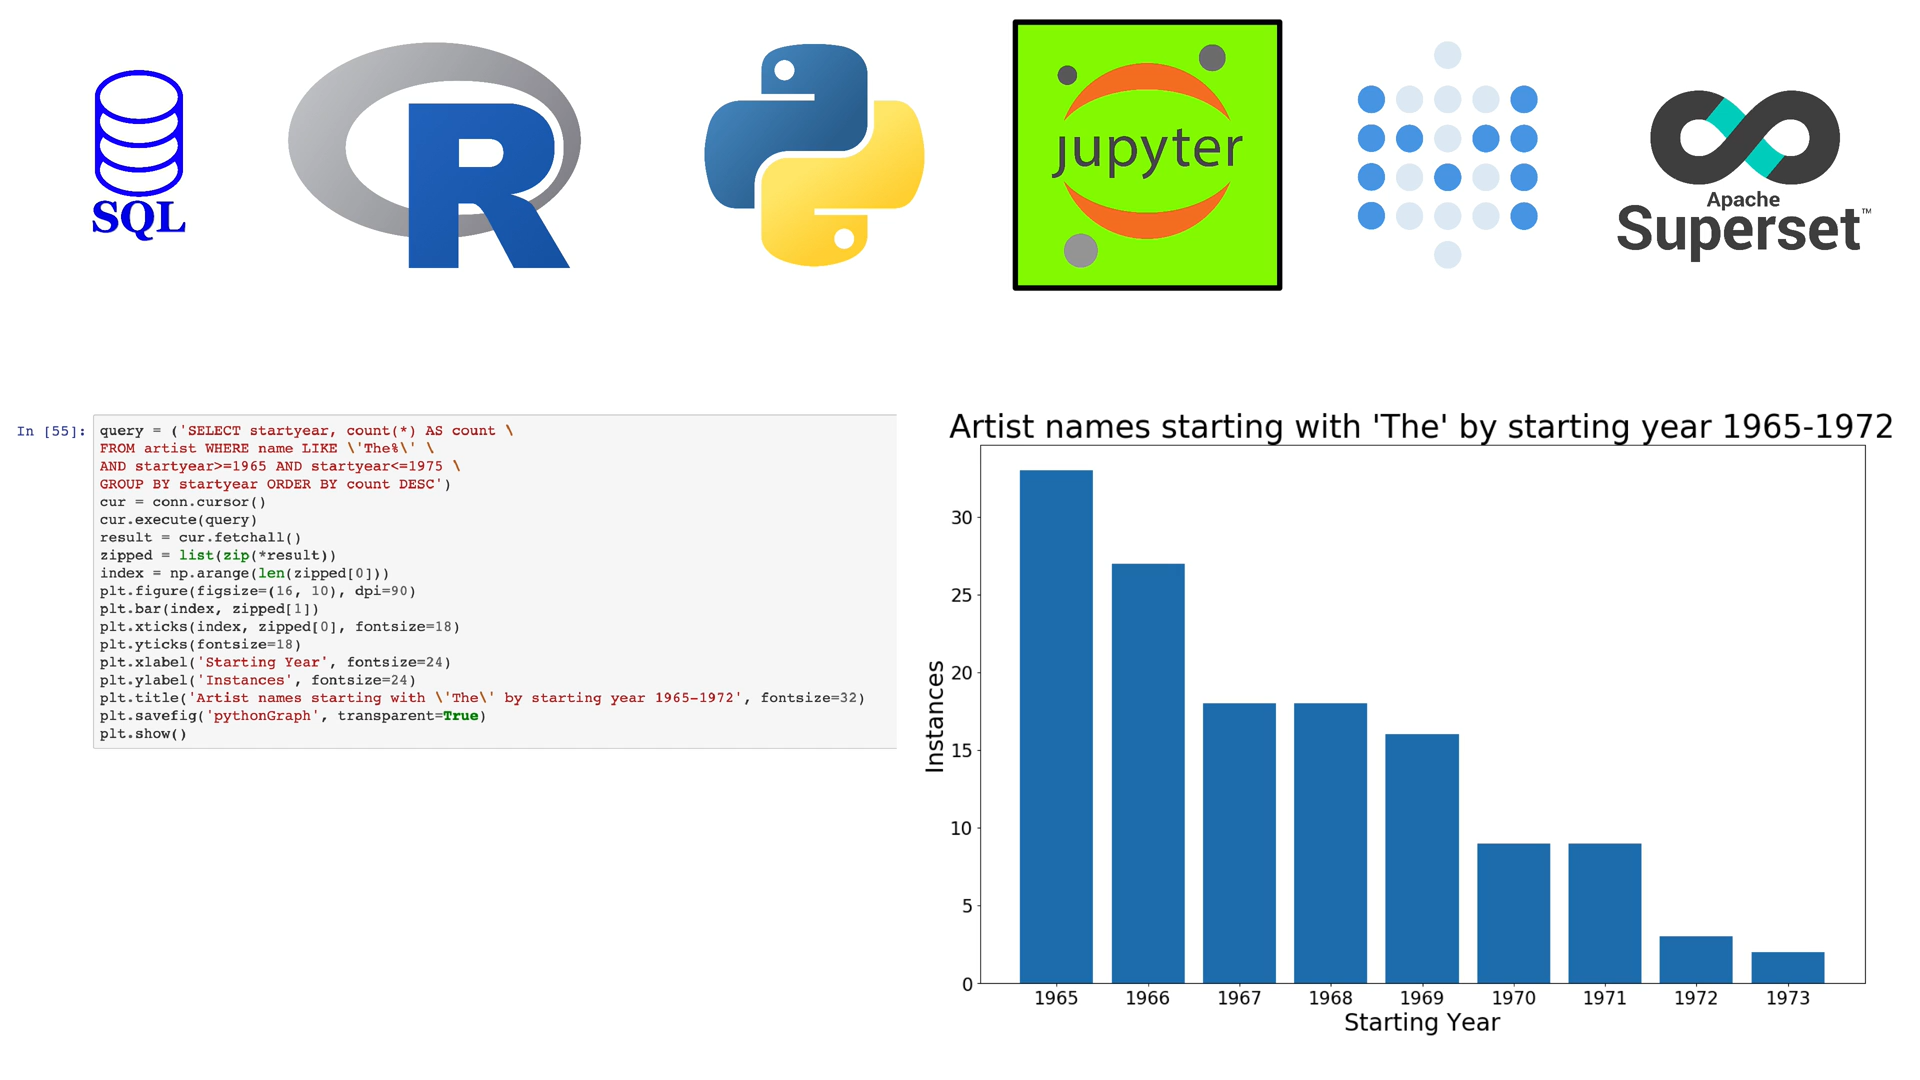 SQL
R
jupyter
Apache
Superset™
In [55]:
query = ('SELECT startyear, count(*) AS count \
FROM artist WHERE name LIKE \'The%\' \
AND startyear>=1965 AND startyear<=1975 \
GROUP BY startyear ORDER BY count DESC')
cur = conn.cursor()
cur.execute(query)
result = cur.fetchall()
zipped = list(zip(*result))
index = np.arange(len(zipped[0]))
plt.figure(figsize=(16, 10), dpi=90)
plt.bar(index, zipped[1])
plt.xticks(index, zipped[0], fontsize=18)
plt.yticks(fontsize=18)
plt.xlabel('Starting Year', fontsize=24)
plt.ylabel('Instances', fontsize=24)
plt.title('Artist names starting with \'The\' by starting year 1965-1972', fontsize=32)
plt.savefig('pythonGraph', transparent=True)
plt.show()
Artist names starting with 'The' by starting year 1965-1972
Instances
30
25
20
15
10
5
0
1965 1966 1967 1968 1969 1970 1971 1972 1973
Starting Year